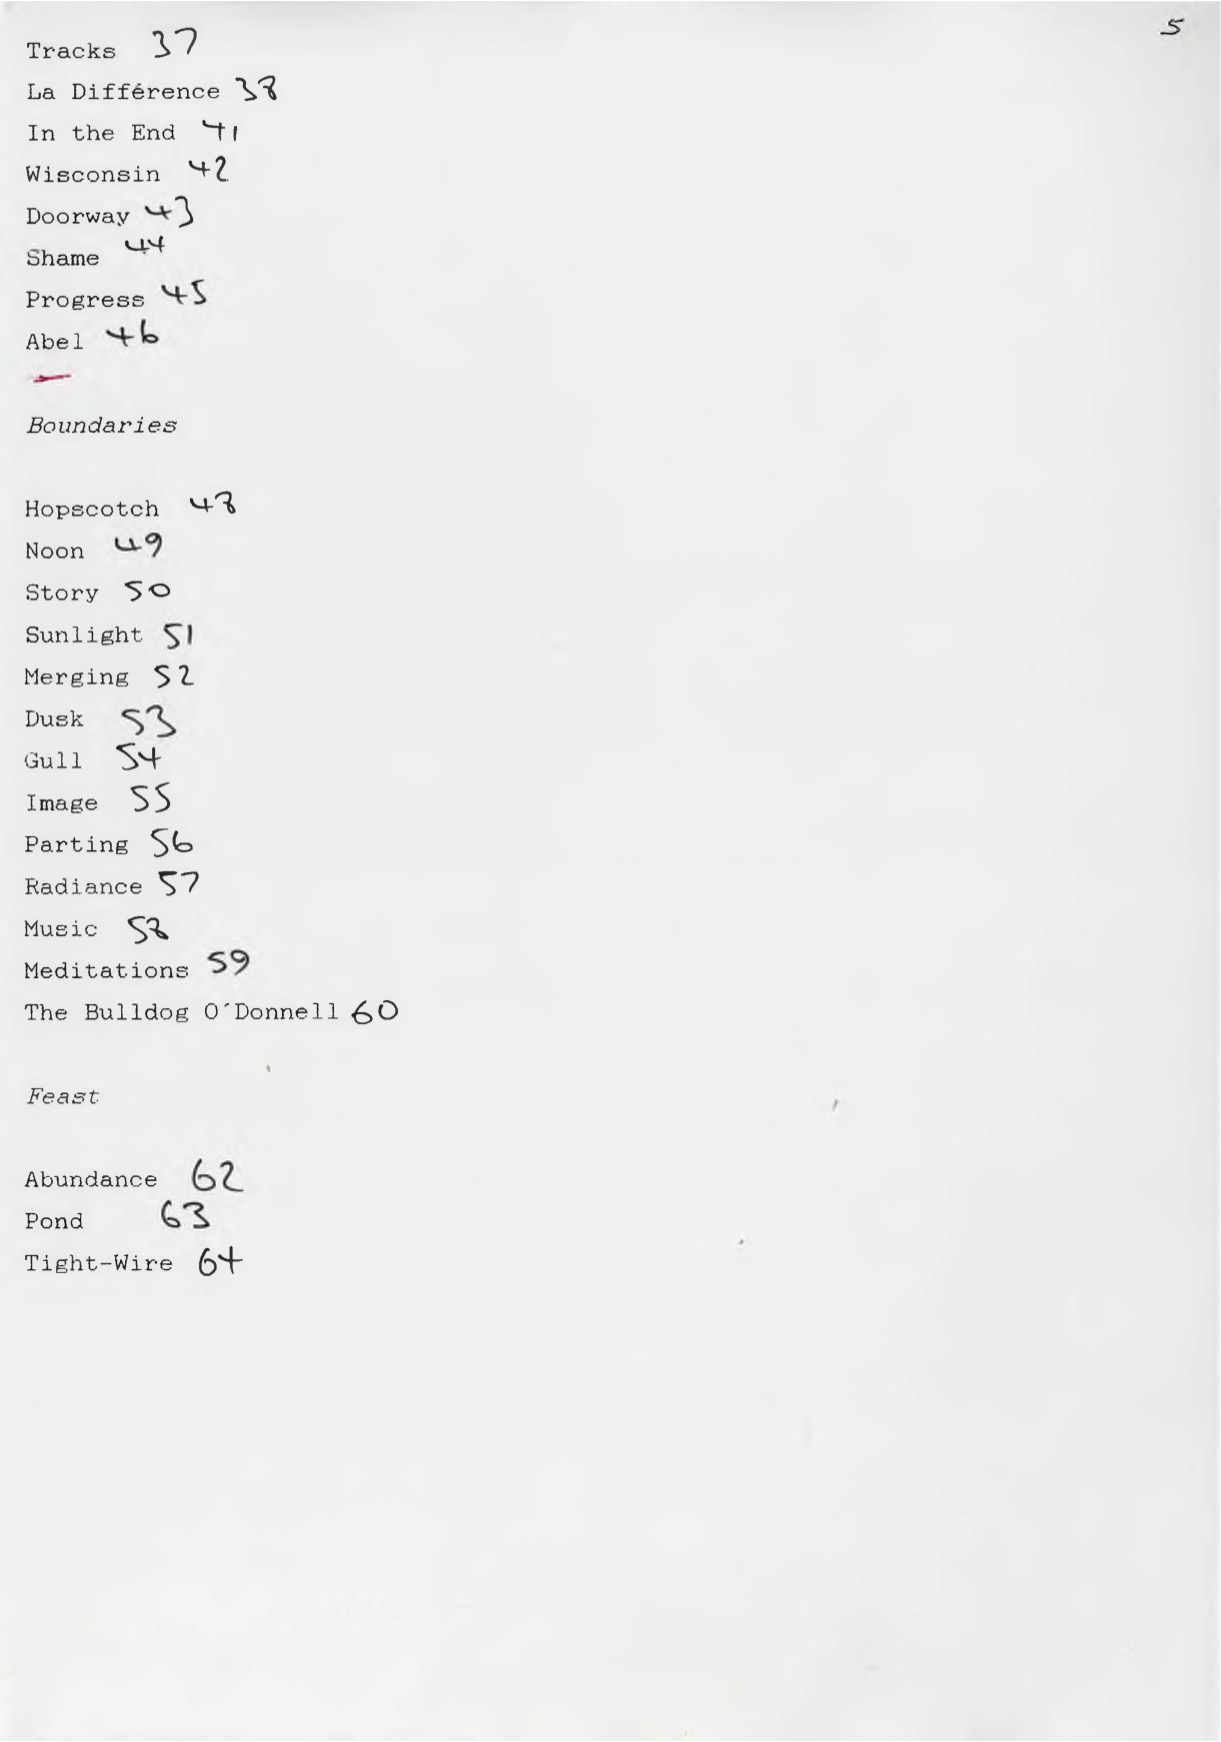 5
Tracks 37
La Différence 38
In the End 41
Wisconsin 42
Doorway 43
Shame 44
Progress 45
Abel 46
Boundaries
Hopscotch 48
Noon 49
Story 50
Sunlight 51
Merging 52
Dusk 53
Gull 54
Image 55
Parting 56
Radiance 57
Music 58
Meditations 59
The Bulldog O´Donnell 60
Feast
Abundance 62
Pond 63
Tight-Wire 64